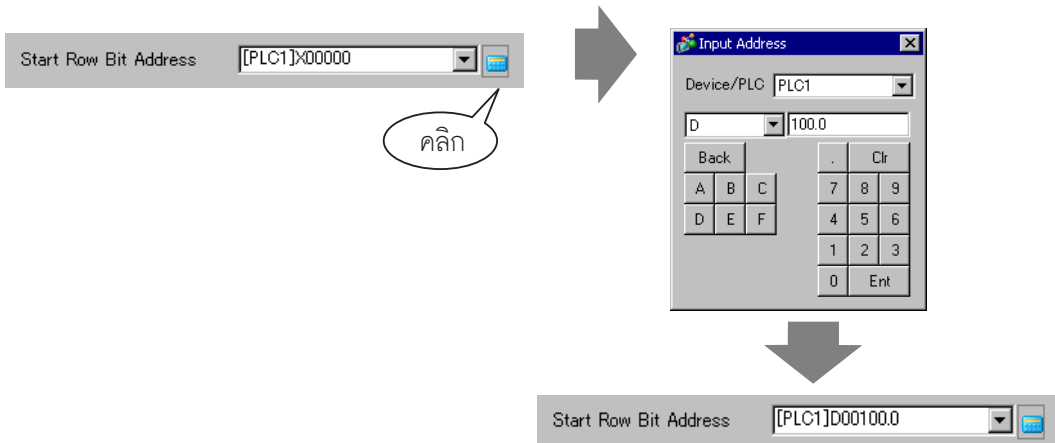 Start Row Bit Address [PLC1]X00000
คลิก
Input Address
Device/PLC PLC1
D 100.0
Back . Clr
A B C 7 8 9
D E F 4 5 6
1 2 3
0 Ent
Start Row Bit Address [PLC1]D00100.0